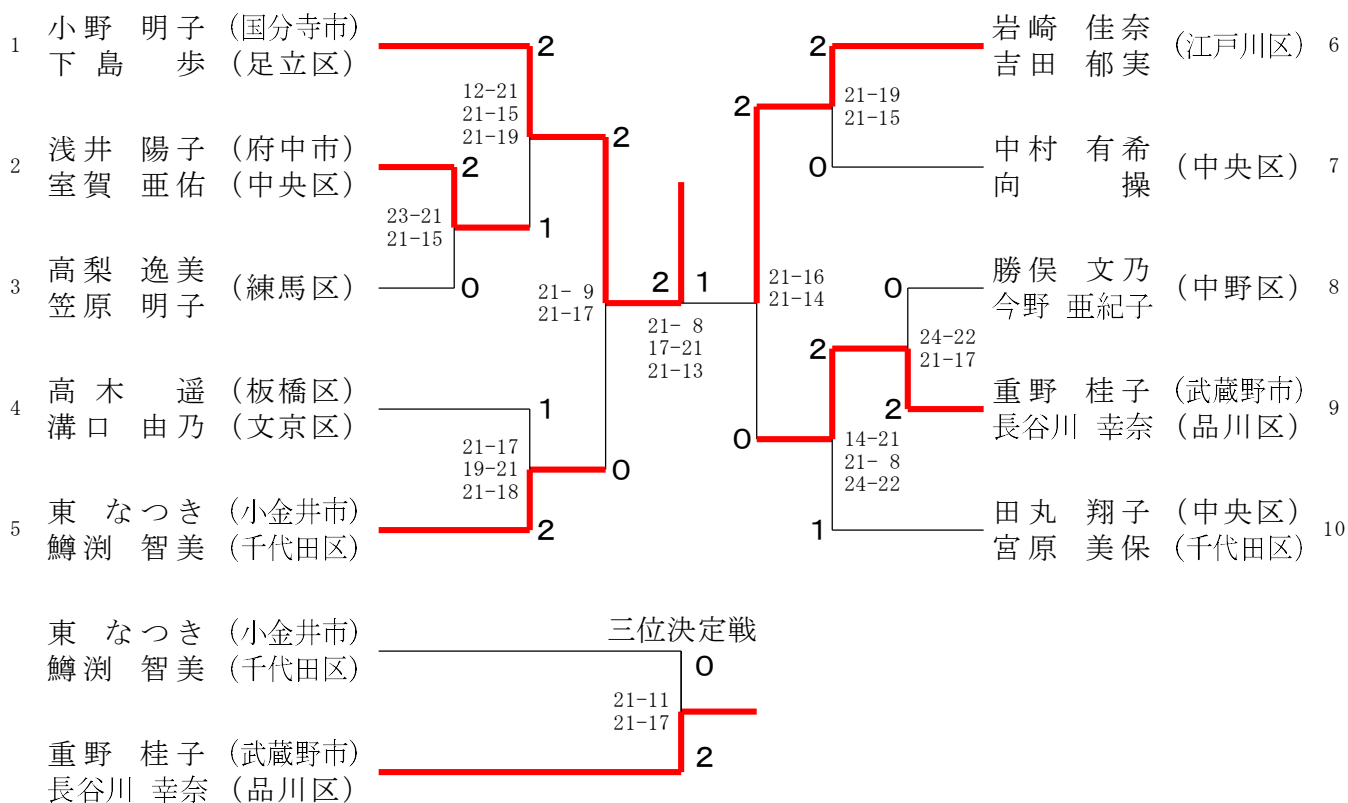 1 小野 明子 (国分寺市)
下島 歩 (足立区)
2
12-21
21-15
21-19
2 浅井 陽子 (府中市)
室賀 亜佑 (中央区)
2
2
23-21
21-15
1
3 高梨 逸美 (練馬区)
笠原 明子
0
21- 9
21-17
4 高木 遥 (板橋区)
溝口 由乃 (文京区)
1
21-17
19-21
21-18
0
5 東 なつき (小金井市)
鱒渕 智美 (千代田区)
2
2 1
21- 8
17-21
21-13
2
岩崎 佳奈 (江戸川区) 6
吉田 郁実
2
21-19
21-15
0
中村 有希 (中央区) 7
向 操
21-16
21-14
0
勝俣 文乃 (中野区) 8
今野 亜紀子
2
24-22
21-17
2
重野 桂子 (武蔵野市) 9
長谷川 幸奈 (品川区)
0
14-21
21- 8
24-22
1
田丸 翔子 (中央区) 10
宮原 美保 (千代田区)
三位決定戦
東 なつき (小金井市)
鱒渕 智美 (千代田区)
0
21-11
21-17
重野 桂子 (武蔵野市)
長谷川 幸奈 (品川区)
2